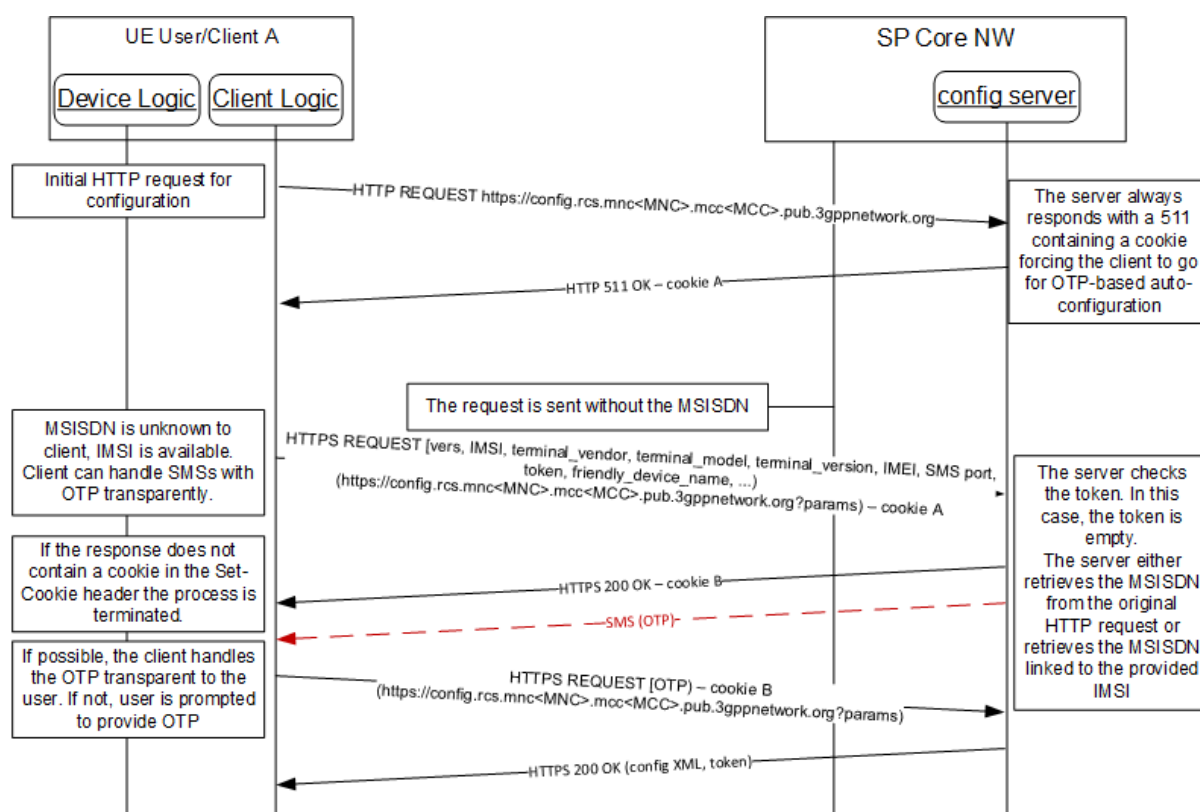 UE User/Client A
SP Core NW
Device Logic
Client Logic
config server
Initial HTTP request for
configuration
HTTP REQUEST https://config.rcs.mnc<MNC>.mcc<MCC>.pub.3gppnetwork.org
The server always
responds with a 511
containing a cookie
forcing the client to go
for OTP-based auto-
configuration
HTTP 511 OK – cookie A
The request is sent without the MSISDN
MSISDN is unknown to
client, IMSI is available.
Client can handle SMSs with
OTP transparently.
HTTPS REQUEST [vers, IMSI, terminal_vendor, terminal_model, terminal_version, IMEI, SMS port,
token, friendly_device_name, ...)
(https://config.rcs.mnc<MNC>.mcc<MCC>.pub.3gppnetwork.org?params) – cookie A
The server checks
the token. In this
case, the token is
empty.
The server either
retrieves the MSISDN
from the original
HTTP request or
retrieves the MSISDN
linked to the provided
IMSI
If the response does not
contain a cookie in the Set-
Cookie header the process is
terminated.
HTTPS 200 OK – cookie B
SMS (OTP)
If possible, the client handles
the OTP transparent to the
user. If not, user is prompted
to provide OTP
HTTPS REQUEST [OTP) – cookie B
(https://config.rcs.mnc<MNC>.mcc<MCC>.pub.3gppnetwork.org?params)
HTTPS 200 OK (config XML, token)